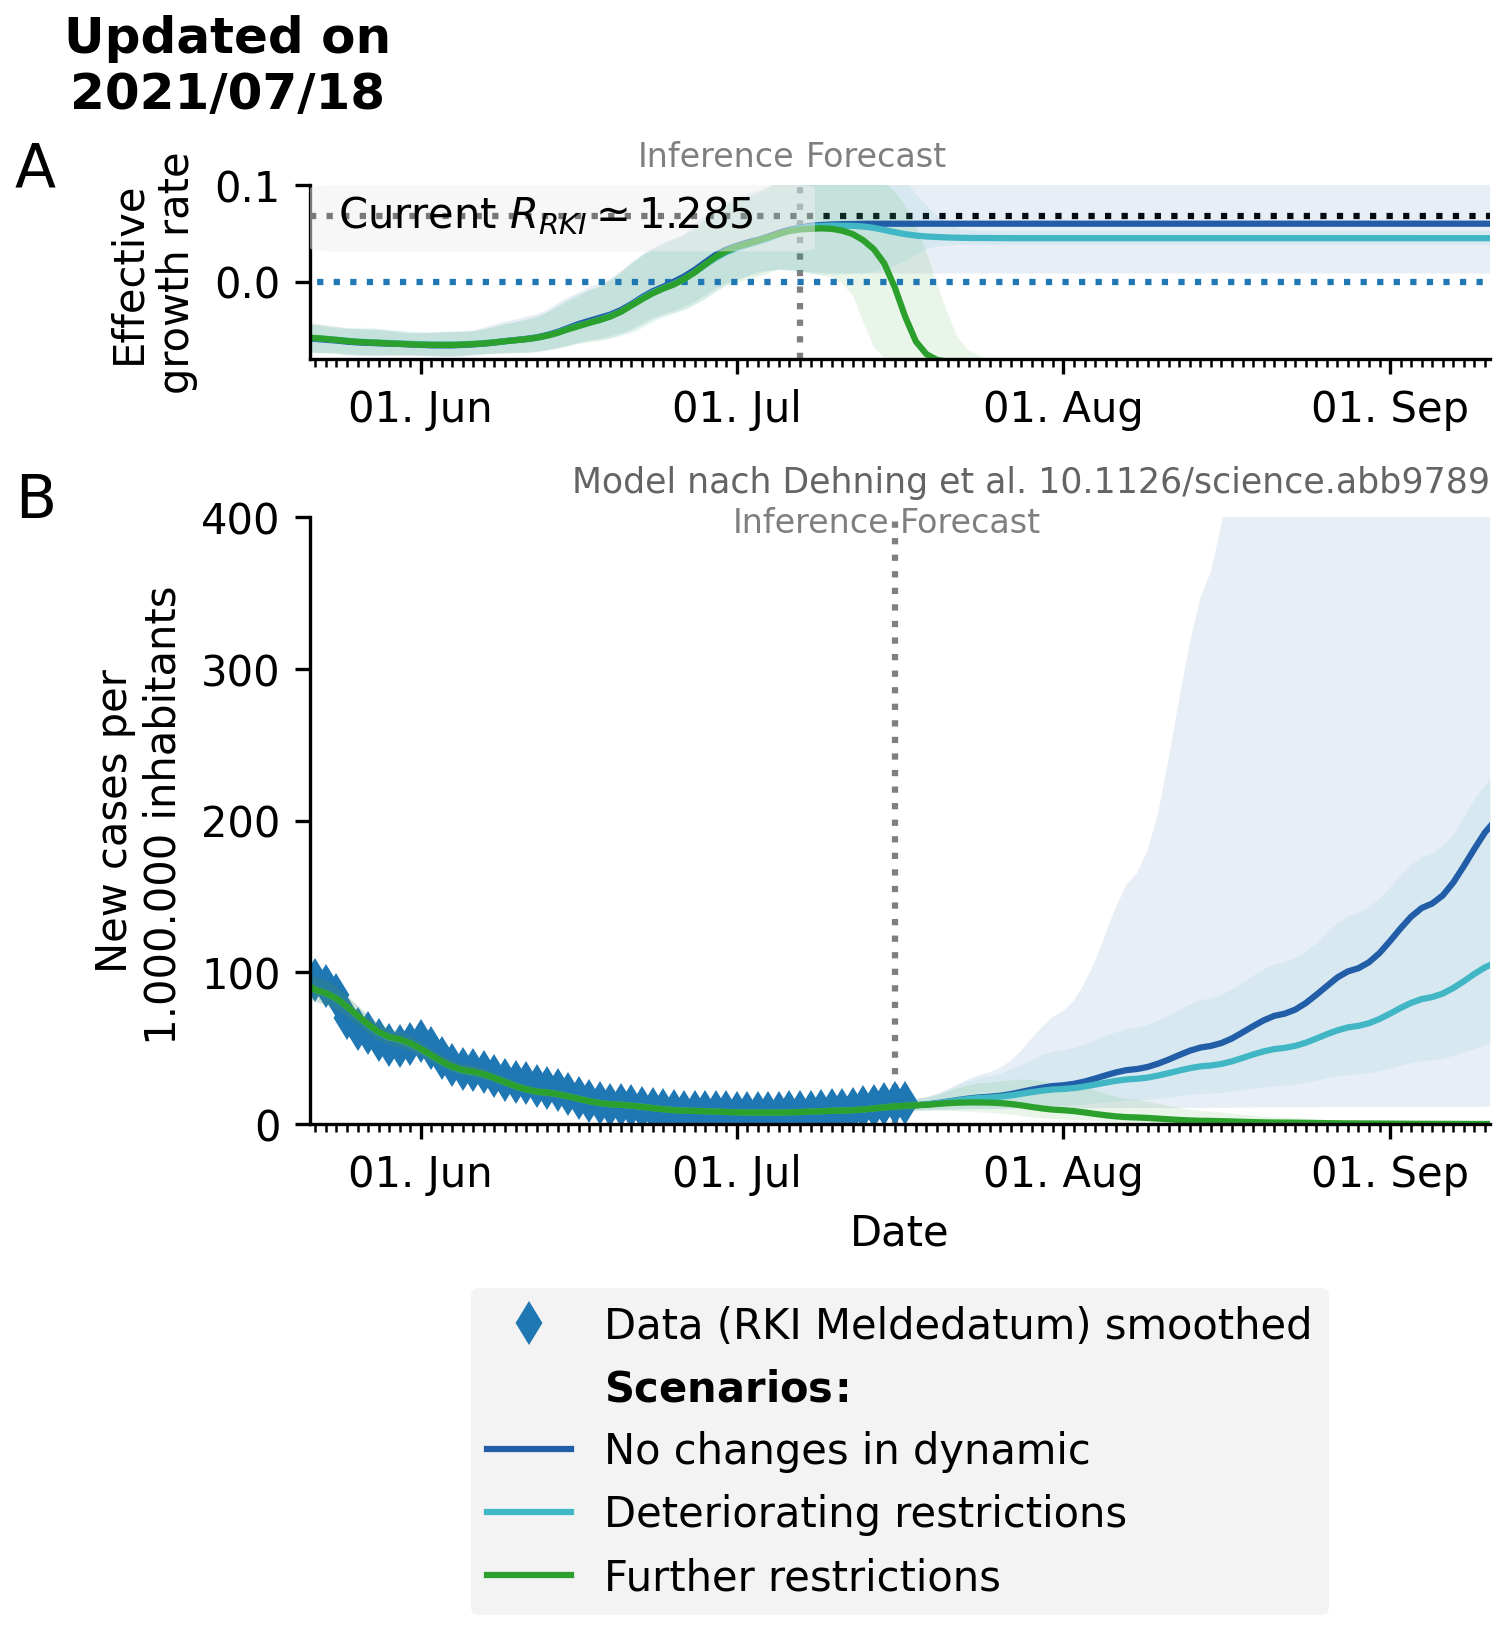 Updated on
2021/07/18
A
Inference Forecast
Effective
growth rate
0.1
0.0
Current R_RKI ≃ 1.285
01. Jun
01. Jul
01. Aug
01. Sep
B
Model nach Dehning et al. 10.1126/science.abb9789
Inference Forecast
New cases per
1.000.000 inhabitants
400
300
200
100
0
01. Jun
01. Jul
01. Aug
01. Sep
Date
Data (RKI Meldedatum) smoothed
Scenarios:
No changes in dynamic
Deteriorating restrictions
Further restrictions